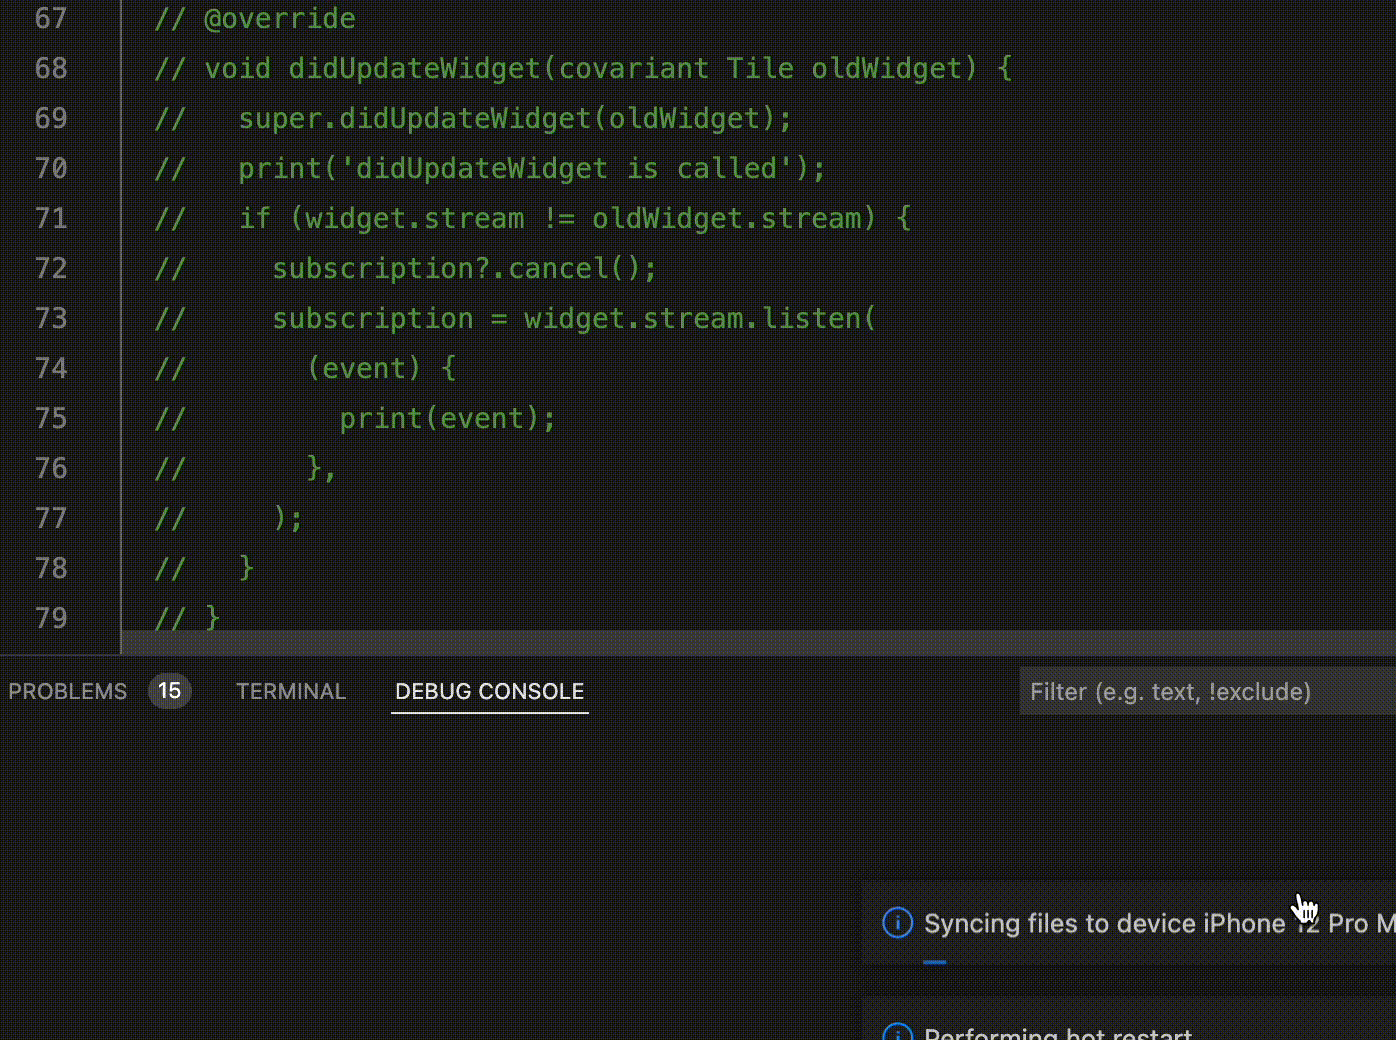 67 // @override
68 // void didUpdateWidget(covariant Tile oldWidget) {
69 //   super.didUpdateWidget(oldWidget);
70 //   print('didUpdateWidget is called');
71 //   if (widget.stream != oldWidget.stream) {
72 //     subscription?.cancel();
73 //     subscription = widget.stream.listen(
74 //       (event) {
75 //         print(event);
76 //       },
77 //     );
78 //   }
79 // }
PROBLEMS 15 TERMINAL DEBUG CONSOLE Filter (e.g. text, !exclude)
Syncing files to device iPhone 12 Pro M
Performing hot restart